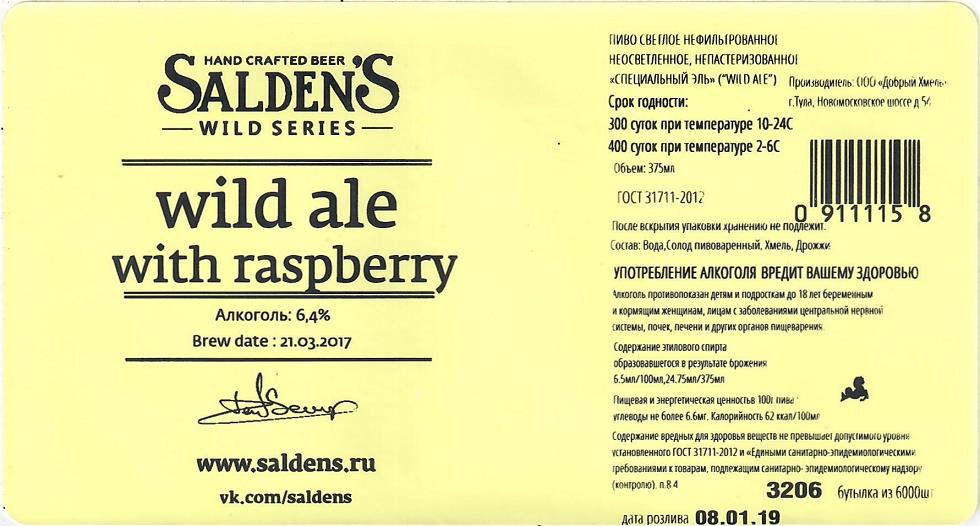 HAND CRAFTED BEER
SALDEN'S
WILD SERIES
wild ale
with raspberry
Алкоголь: 6,4%
Brew date : 21.03.2017
www.saldens.ru
vk.com/saldens
ПИВО СВЕТЛОЕ НЕФИЛЬТРОВАННОЕ
НЕОСВЕТЛЕННОЕ, НЕПАСТЕРИЗОВАННОЕ
«СПЕЦИАЛЬНЫЙ ЭЛЬ» ("WILD ALE")
Производитель: ООО «Добрый Хмель»
г.Тула, Новомосковское шоссе д.54
Срок годности:
300 суток при температуре 10-24С
400 суток при температуре 2-6С
Объем: 375мл
ГОСТ 31711-2012
0 911115 8
После вскрытия упаковки хранению не подлежит.
Состав: Вода,Солод пивоваренный, Хмель, Дрожжи
УПОТРЕБЛЕНИЕ АЛКОГОЛЯ ВРЕДИТ ВАШЕМУ ЗДОРОВЬЮ
Алкоголь противопоказан детям и подросткам до 18 лет беременным
и кормящим женщинам, лицам с заболеваниями центральной нервной
системы, почек, печени и других органов пищеварения.
Содержание этилового спирта
образовавшегося в результате брожения
6.5мл/100мл,24.75мл/375мл
Пищевая и энергетическая ценностьв 100г пива :
углеводы не более 6.6мг. Калорийность 62 ккал/100мл
Содержание вредных для здоровья веществ не превышает допустимого уровня
установленного ГОСТ 31711-2012 и «Едиными санитарно-эпидемиологическими
требованиями к товарам, подлежащим санитарно- эпидемиологическому надзору
(контролю). п.8.4
3206 бутылка из 6000шт
дата розлива 08.01.19